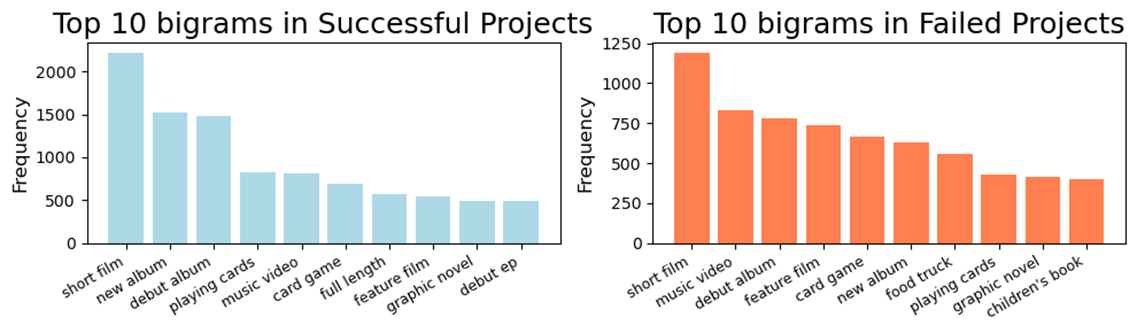 Top 10 bigrams in Successful Projects
Frequency
2000
1500
1000
500
0
short film
new album
debut album
playing cards
music video
card game
full length
feature film
graphic novel
debut ep
Top 10 bigrams in Failed Projects
Frequency
1250
1000
750
500
250
0
short film
music video
debut album
feature film
card game
new album
food truck
playing cards
graphic novel
children's book